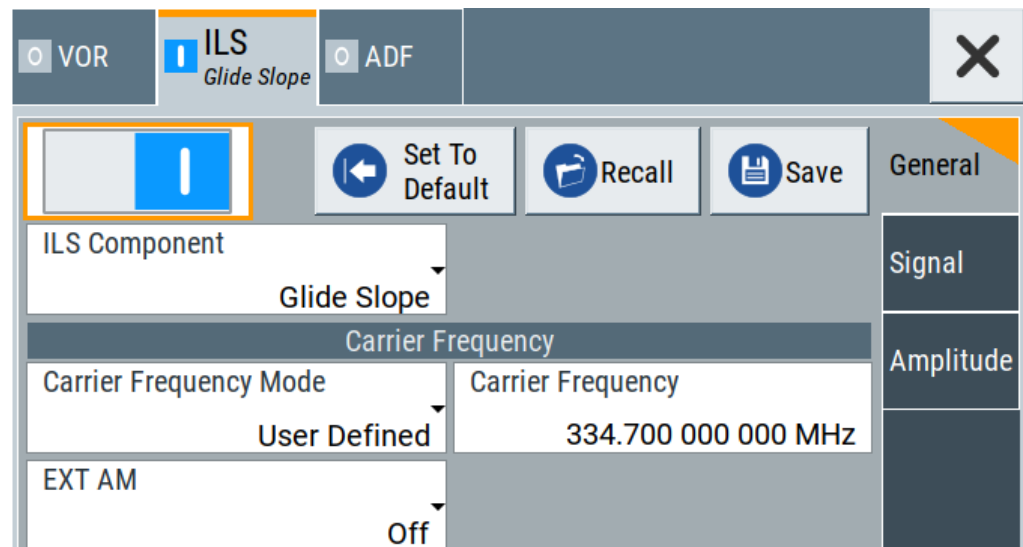 VOR
ILS
Glide Slope
ADF
Set To
Default
Recall
Save
General
ILS Component
Glide Slope
Signal
Carrier Frequency
Amplitude
Carrier Frequency Mode
User Defined
Carrier Frequency
334.700 000 000 MHz
EXT AM
Off